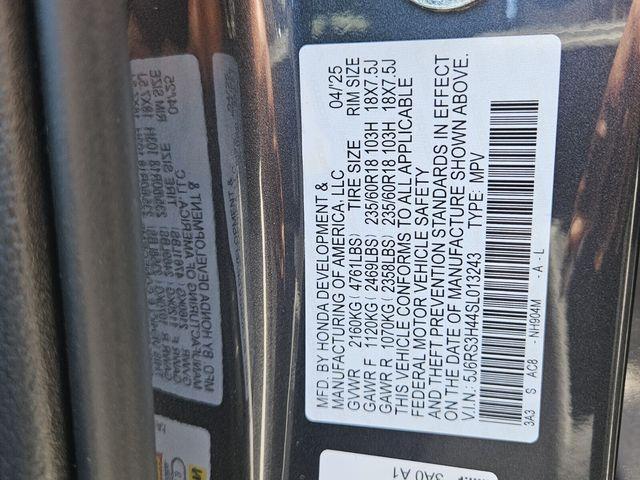 MFD. BY HONDA DEVELOPMENT &
MANUFACTURING OF AMERICA, LLC 04/'25
GVWR 2160KG ( 4761LBS) TIRE SIZE RIM SIZE
GAWR F 1120KG ( 2469LBS) 235/60R18 103H 18X7.5J
GAWR R 1070KG ( 2358LBS) 235/60R18 103H 18X7.5J
THIS VEHICLE CONFORMS TO ALL APPLICABLE
FEDERAL MOTOR VEHICLE SAFETY
AND THEFT PREVENTION STANDARDS IN EFFECT
ON THE DATE OF MANUFACTURE SHOWN ABOVE.
V.I.N: 5J6RS3H44SL013243 TYPE: MPV
3A3 S AC8 - NH904M - A - L
3A0 A1